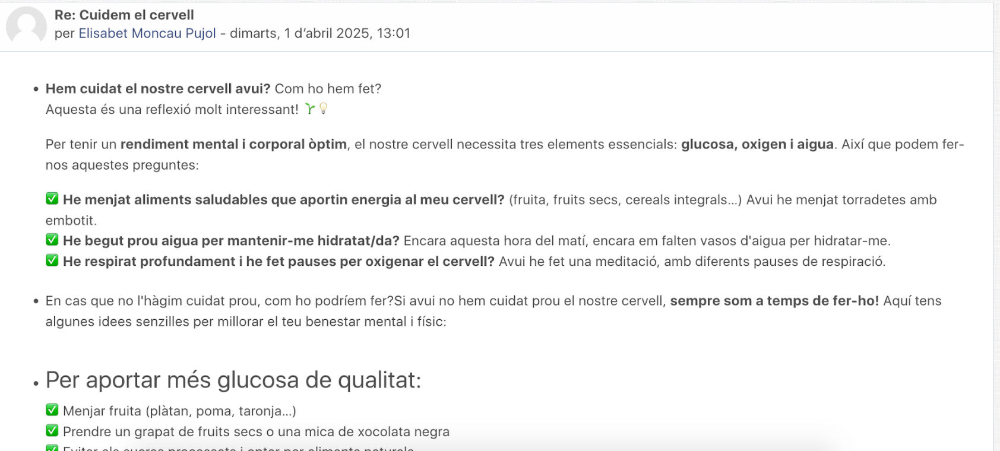 Re: Cuidem el cervell
per Elisabet Moncau Pujol - dimarts, 1 d’abril 2025, 13:01
• Hem cuidat el nostre cervell avui? Com ho hem fet?
Aquesta és una reflexió molt interessant! 🌱💡
Per tenir un rendiment mental i corporal òptim, el nostre cervell necessita tres elements essencials: glucosa, oxigen i aigua. Així que podem fer-
nos aquestes preguntes:
✅ He menjat aliments saludables que aportin energia al meu cervell? (fruita, fruits secs, cereals integrals...) Avui he menjat torradetes amb
embotit.
✅ He begut prou aigua per mantenir-me hidratat/da? Encara aquesta hora del matí, encara em falten vasos d'aigua per hidratar-me.
✅ He respirat profundament i he fet pauses per oxigenar el cervell? Avui he fet una meditació, amb diferents pauses de respiració.
• En cas que no l'hàgim cuidat prou, com ho podríem fer?Si avui no hem cuidat prou el nostre cervell, sempre som a temps de fer-ho! Aquí tens
algunes idees senzilles per millorar el teu benestar mental i físic:
• Per aportar més glucosa de qualitat:
✅ Menjar fruita (plàtan, poma, taronja...)
✅ Prendre un grapat de fruits secs o una mica de xocolata negra
✅ Evitar els sucres processats i optar per aliments naturals